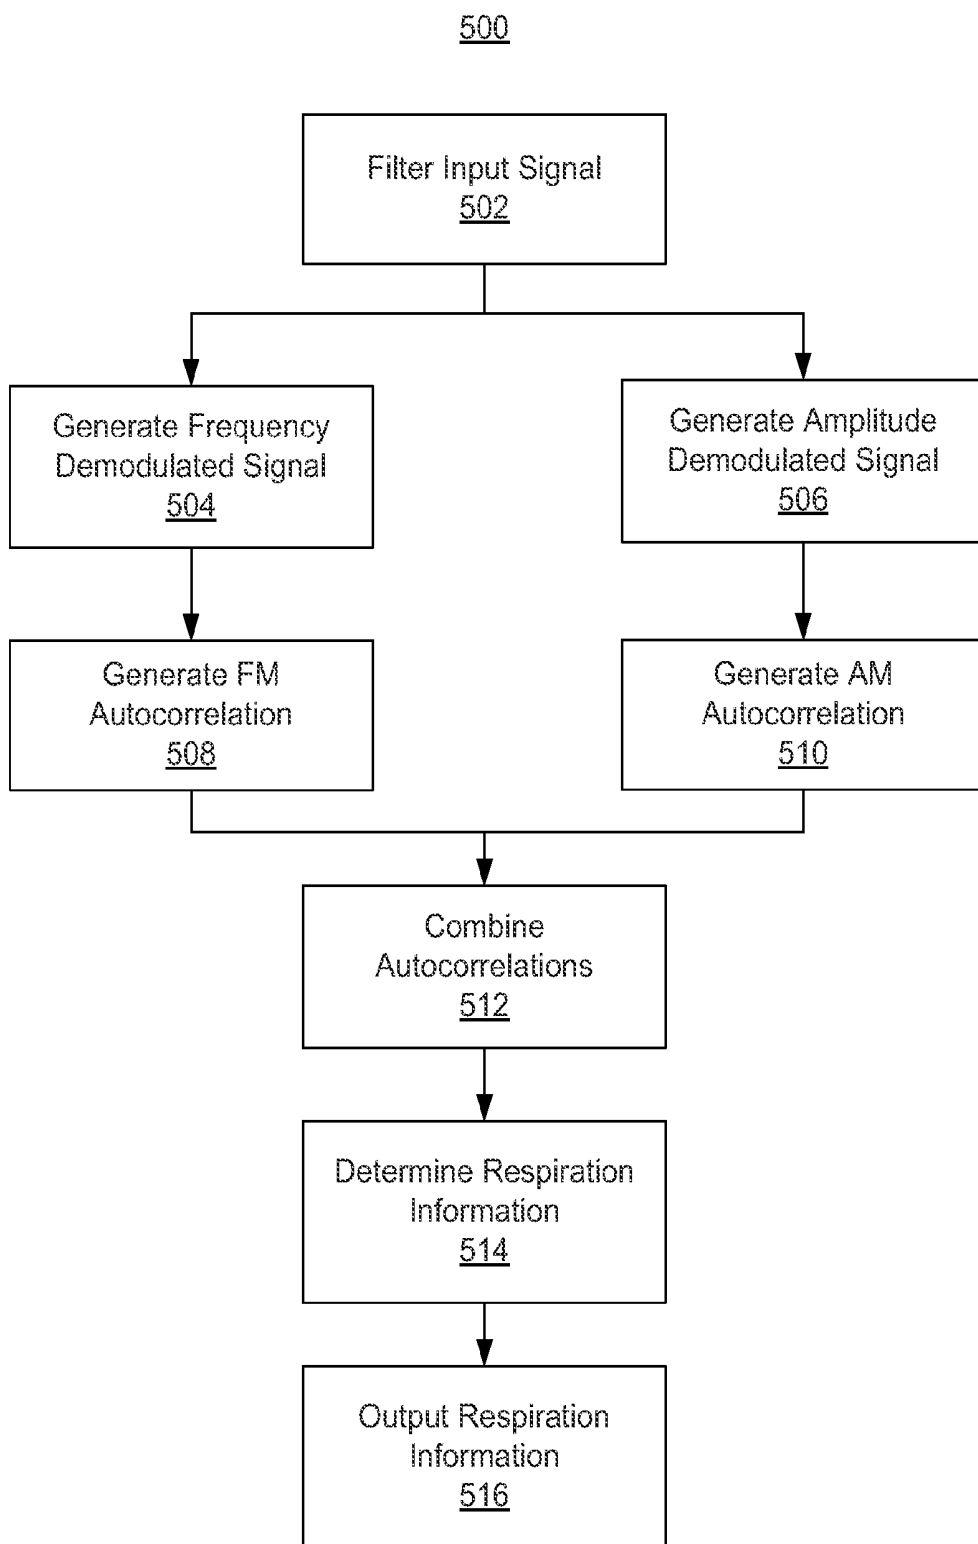 500
Filter Input Signal
502
Generate Frequency
Demodulated Signal
504
Generate Amplitude
Demodulated Signal
506
Generate FM
Autocorrelation
508
Generate AM
Autocorrelation
510
Combine
Autocorrelations
512
Determine Respiration
Information
514
Output Respiration
Information
516